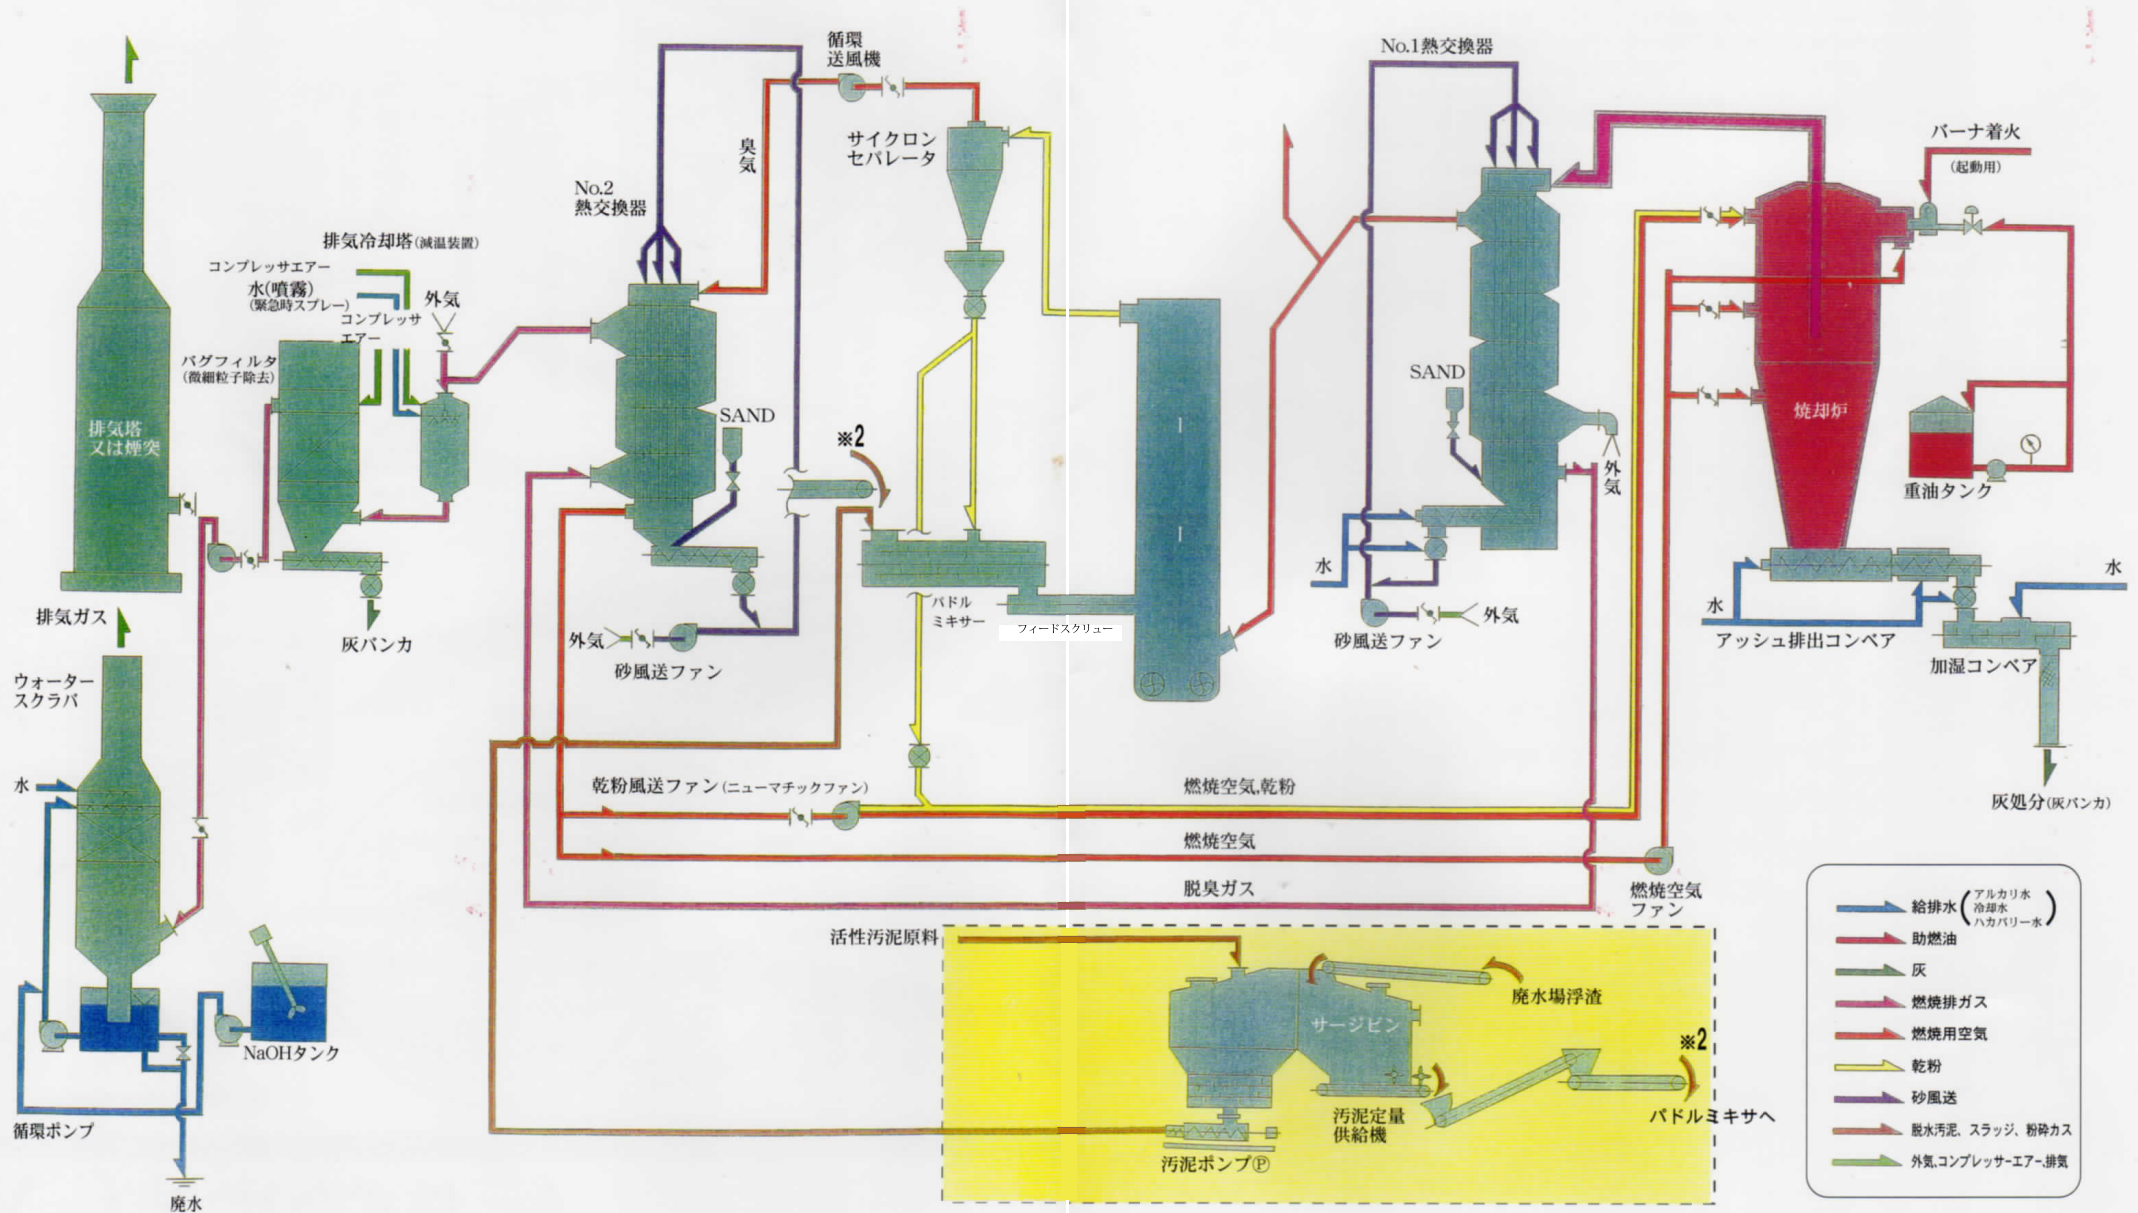 循環
送風機
No.1熱交換器
臭気
サイクロン
セパレータ
バーナ着火
(起動用)
No.2
熱交換器
排気冷却塔(減温装置)
コンプレッサエアー
水(噴霧)
(緊急時スプレー)
外気
コンプレッサ
エアー
バグフィルタ
(微細粒子除去)
排気塔
又は煙突
SAND
※2
SAND
外気
焼却炉
重油タンク
水
水
水
排気ガス
灰バンカ
外気
砂風送ファン
パドル
ミキサー
フィードスクリュー
外気
砂風送ファン
アッシュ排出コンベア
加湿コンベア
ウォーター
スクラバ
水
乾粉風送ファン(ニューマチックファン)
燃焼空気,乾粉
灰処分(灰バンカ)
燃焼空気
脱臭ガス
燃焼空気
ファン
活性汚泥原料
廃水場浮渣
サージビン
※2
NaOHタンク
循環ポンプ
汚泥定量
供給機
パドルミキサへ
汚泥ポンプⓅ
廃水
給排水(アルカリ水
冷却水
ハカバリー水)
助燃油
灰
燃焼排ガス
燃焼用空気
乾粉
砂風送
脱水汚泥、スラッジ、粉砕カス
外気,コンプレッサーエアー,排気